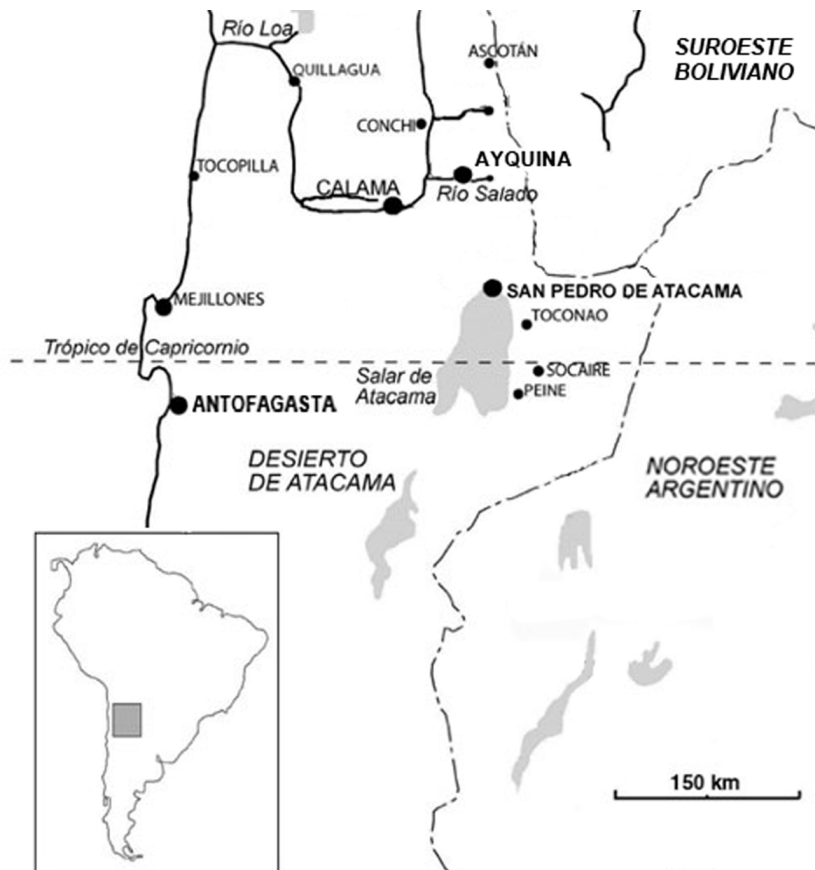 Río Loa
ASCOTÁN
SUROESTE
BOLIVIANO
QUILLAGUA
CONCHI
AYQUINA
TOCOPILLA
CALAMA
Río Salado
MEJILLONES
SAN PEDRO DE ATACAMA
TOCONAO
Trópico de Capricornio
Salar de
Atacama
SOCAIRE
PEINE
ANTOFAGASTA
DESIERTO
DE ATACAMA
NOROESTE
ARGENTINO
150 km